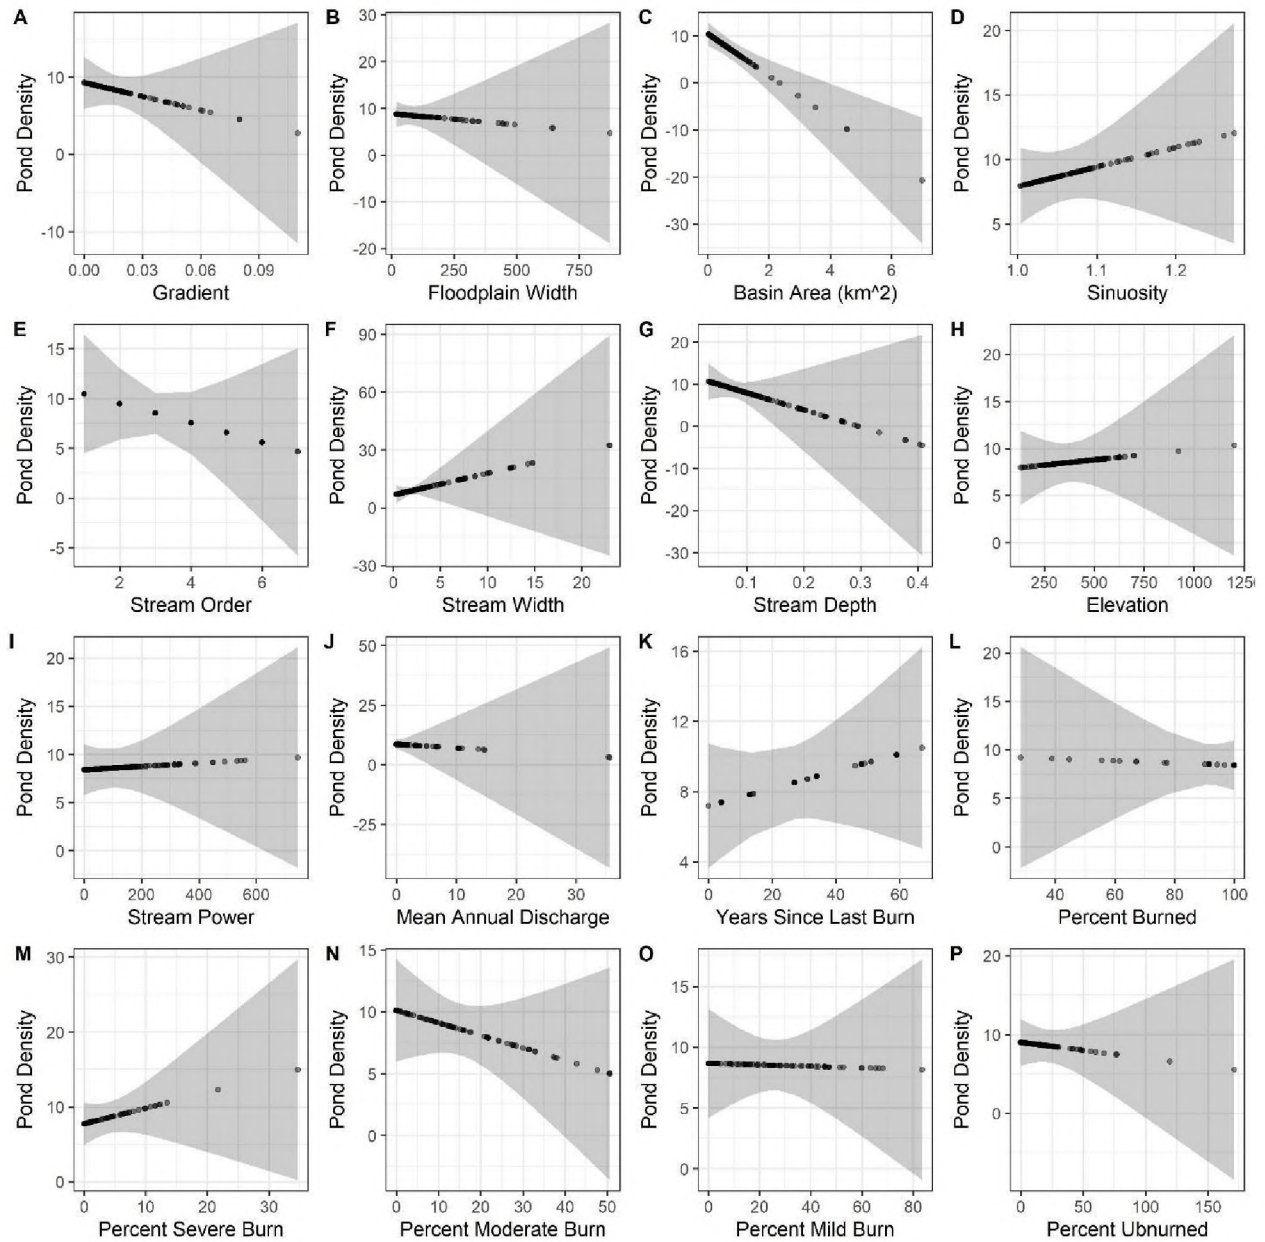 A
Pond Density
10
0
-10
0.00 0.03 0.06 0.09
Gradient
B
Pond Density
30
20
10
0
-10
-20
0 250 500 750
Floodplain Width
C
Pond Density
10
0
-10
-20
-30
0 2 4 6
Basin Area (km^2)
D
Pond Density
20
15
10
5
1.0 1.1 1.2
Sinuosity
E
Pond Density
15
10
5
0
-5
2 4 6
Stream Order
F
Pond Density
90
60
30
0
-30
0 5 10 15 20
Stream Width
G
Pond Density
20
10
0
-10
-20
-30
0.1 0.2 0.3 0.4
Stream Depth
H
Pond Density
20
15
10
5
0
250 500 750 1000 1250
Elevation
I
Pond Density
20
15
10
5
0
0 200 400 600
Stream Power
J
Pond Density
50
25
0
-25
0 10 20 30
Mean Annual Discharge
K
Pond Density
16
12
8
4
0 20 40 60
Years Since Last Burn
L
Pond Density
20
15
10
5
0
40 60 80 100
Percent Burned
M
Pond Density
30
20
10
0
0 10 20 30
Percent Severe Burn
N
Pond Density
15
10
5
0
0 10 20 30 40 50
Percent Moderate Burn
O
Pond Density
15
10
5
0
0 20 40 60 80
Percent Mild Burn
P
Pond Density
20
10
0
0 50 100 150
Percent Ubnurned